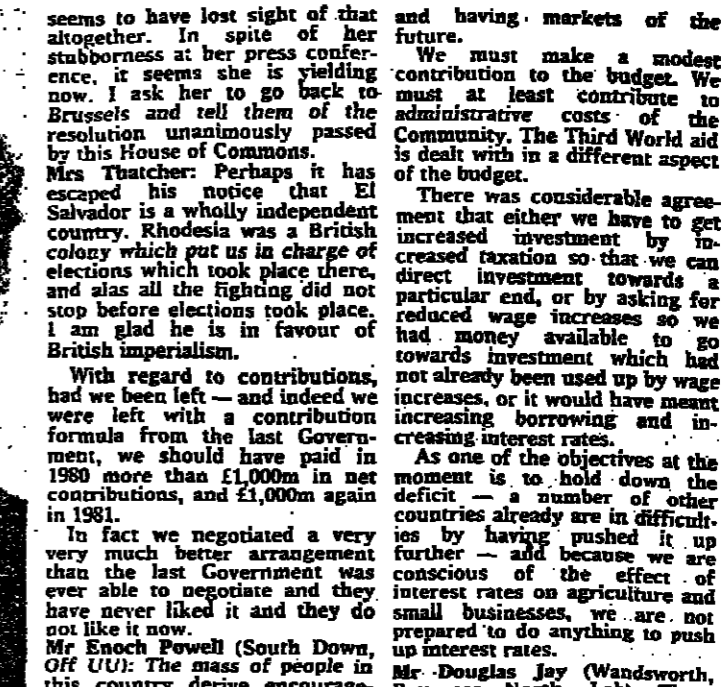 seems to have lost sight of that
altogether. In spite of her
stubborness at her press confer-
ence, it seems she is yielding
now. I ask her to go back to
Brussels and tell them of the
resolution unanimously passed
by this House of Commons.
Mrs Thatcher: Perhaps it has
escaped his notice that El
Salvador is a wholly independent
country. Rhodesia was a British
colony which put us in charge of
elections which took place there,
and alas all the fighting did not
stop before elections took place.
I am glad he is in favour of
British imperialism.
With regard to contributions,
had we been left — and indeed we
were left with a contribution
formula from the last Govern-
ment, we should have paid in
1980 more than £1,000m in net
contributions, and £1,000m again
in 1981.
In fact we negotiated a very
very much better arrangement
than the last Government was
ever able to negotiate and they
have never liked it and they do
not like it now.
Mr Enoch Powell (South Down,
Off UU): The mass of people in
this country derive encourage-
and having markets of the
future.
We must make a modest
contribution to the budget. We
must at least contribute to
administrative costs of the
Community. The Third World aid
is dealt with in a different aspect
of the budget.
There was considerable agree-
ment that either we have to get
increased investment by in-
creased taxation so that we can
direct investment towards a
particular end, or by asking for
reduced wage increases so we
had money available to go
towards investment which had
not already been used up by wage
increases, or it would have meant
increasing borrowing and in-
creasing interest rates.
As one of the objectives at the
moment is to hold down the
deficit — a number of other
countries already are in difficult-
ies by having pushed it up
further — and because we are
conscious of the effect of
interest rates on agriculture and
small businesses, we are not
prepared to do anything to push
up interest rates.
Mr Douglas Jay (Wandsworth,